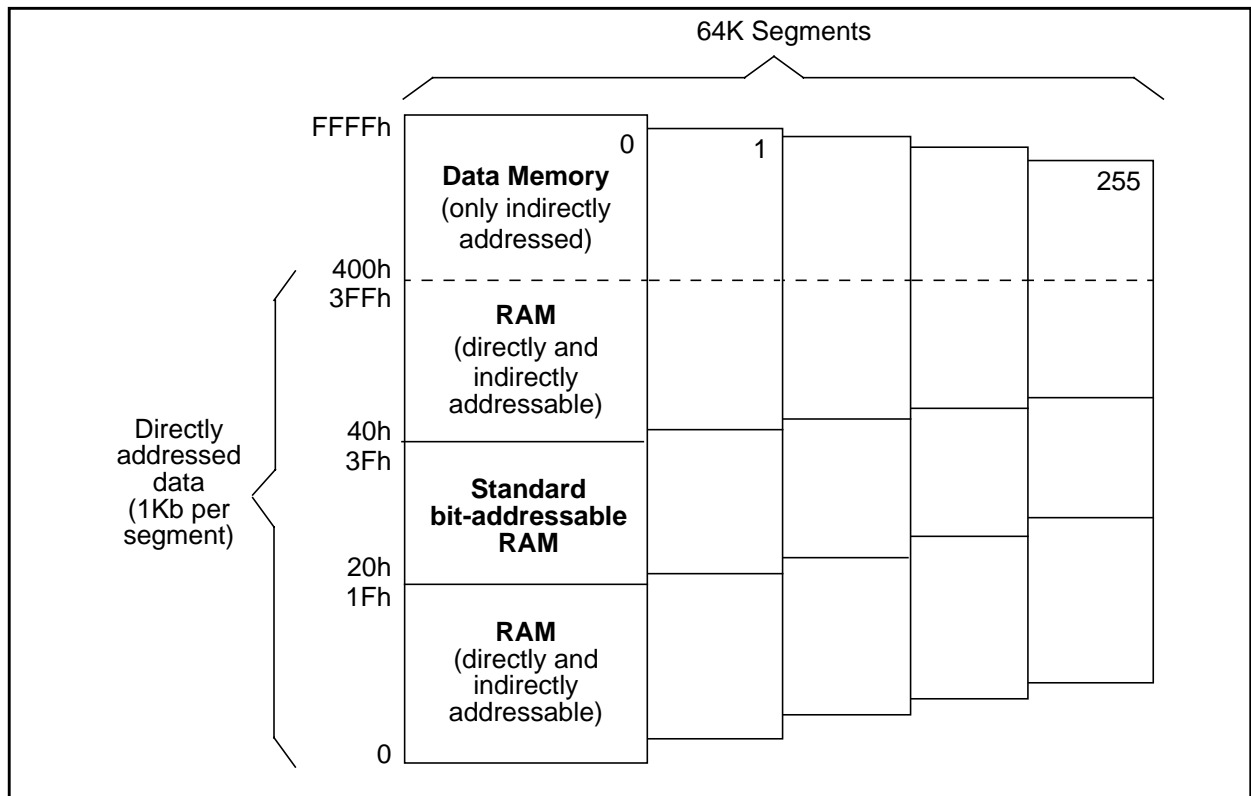 64K Segments
FFFFh
0
1
255
Data Memory
(only indirectly
addressed)
400h
3FFh
RAM
(directly and
indirectly
addressable)
Directly
addressed
data
(1Kb per
segment)
40h
3Fh
Standard
bit-addressable
RAM
20h
1Fh
RAM
(directly and
indirectly
addressable)
0